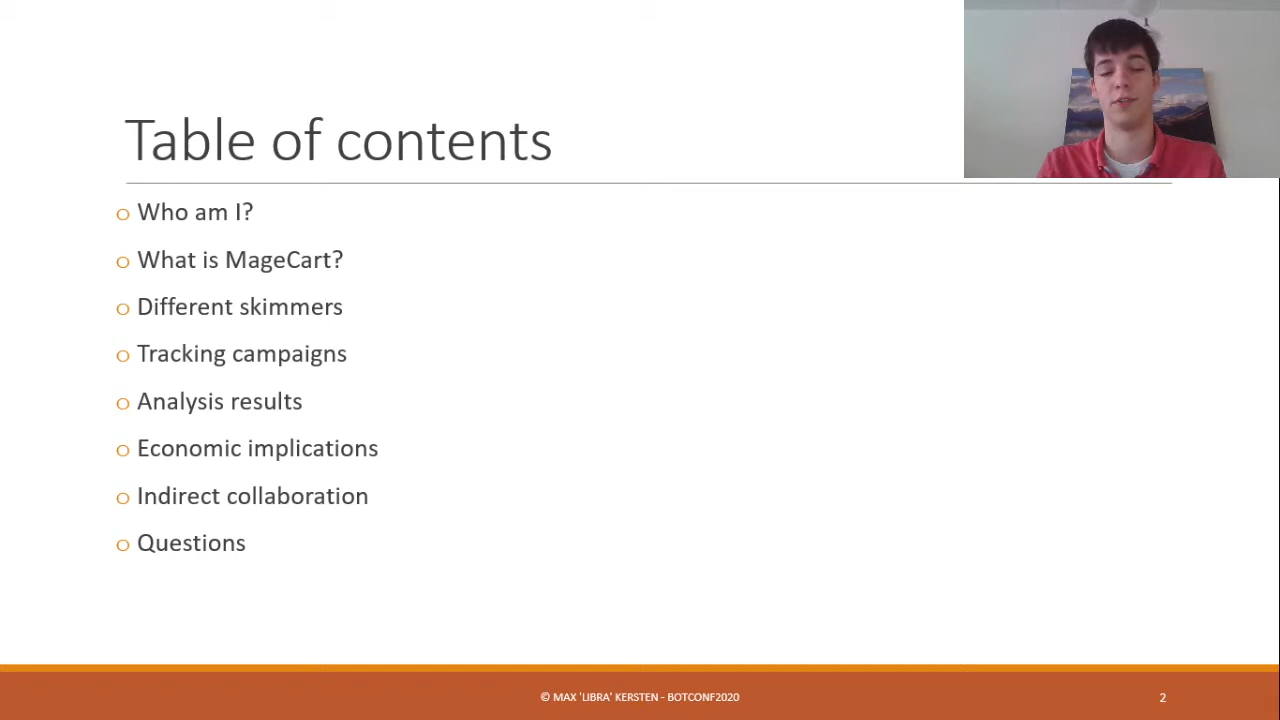 Table of contents
o Who am I?
o What is MageCart?
o Different skimmers
o Tracking campaigns
o Analysis results
o Economic implications
o Indirect collaboration
o Questions
© MAX 'LIBRA' KERSTEN - BOTCONF2020
2